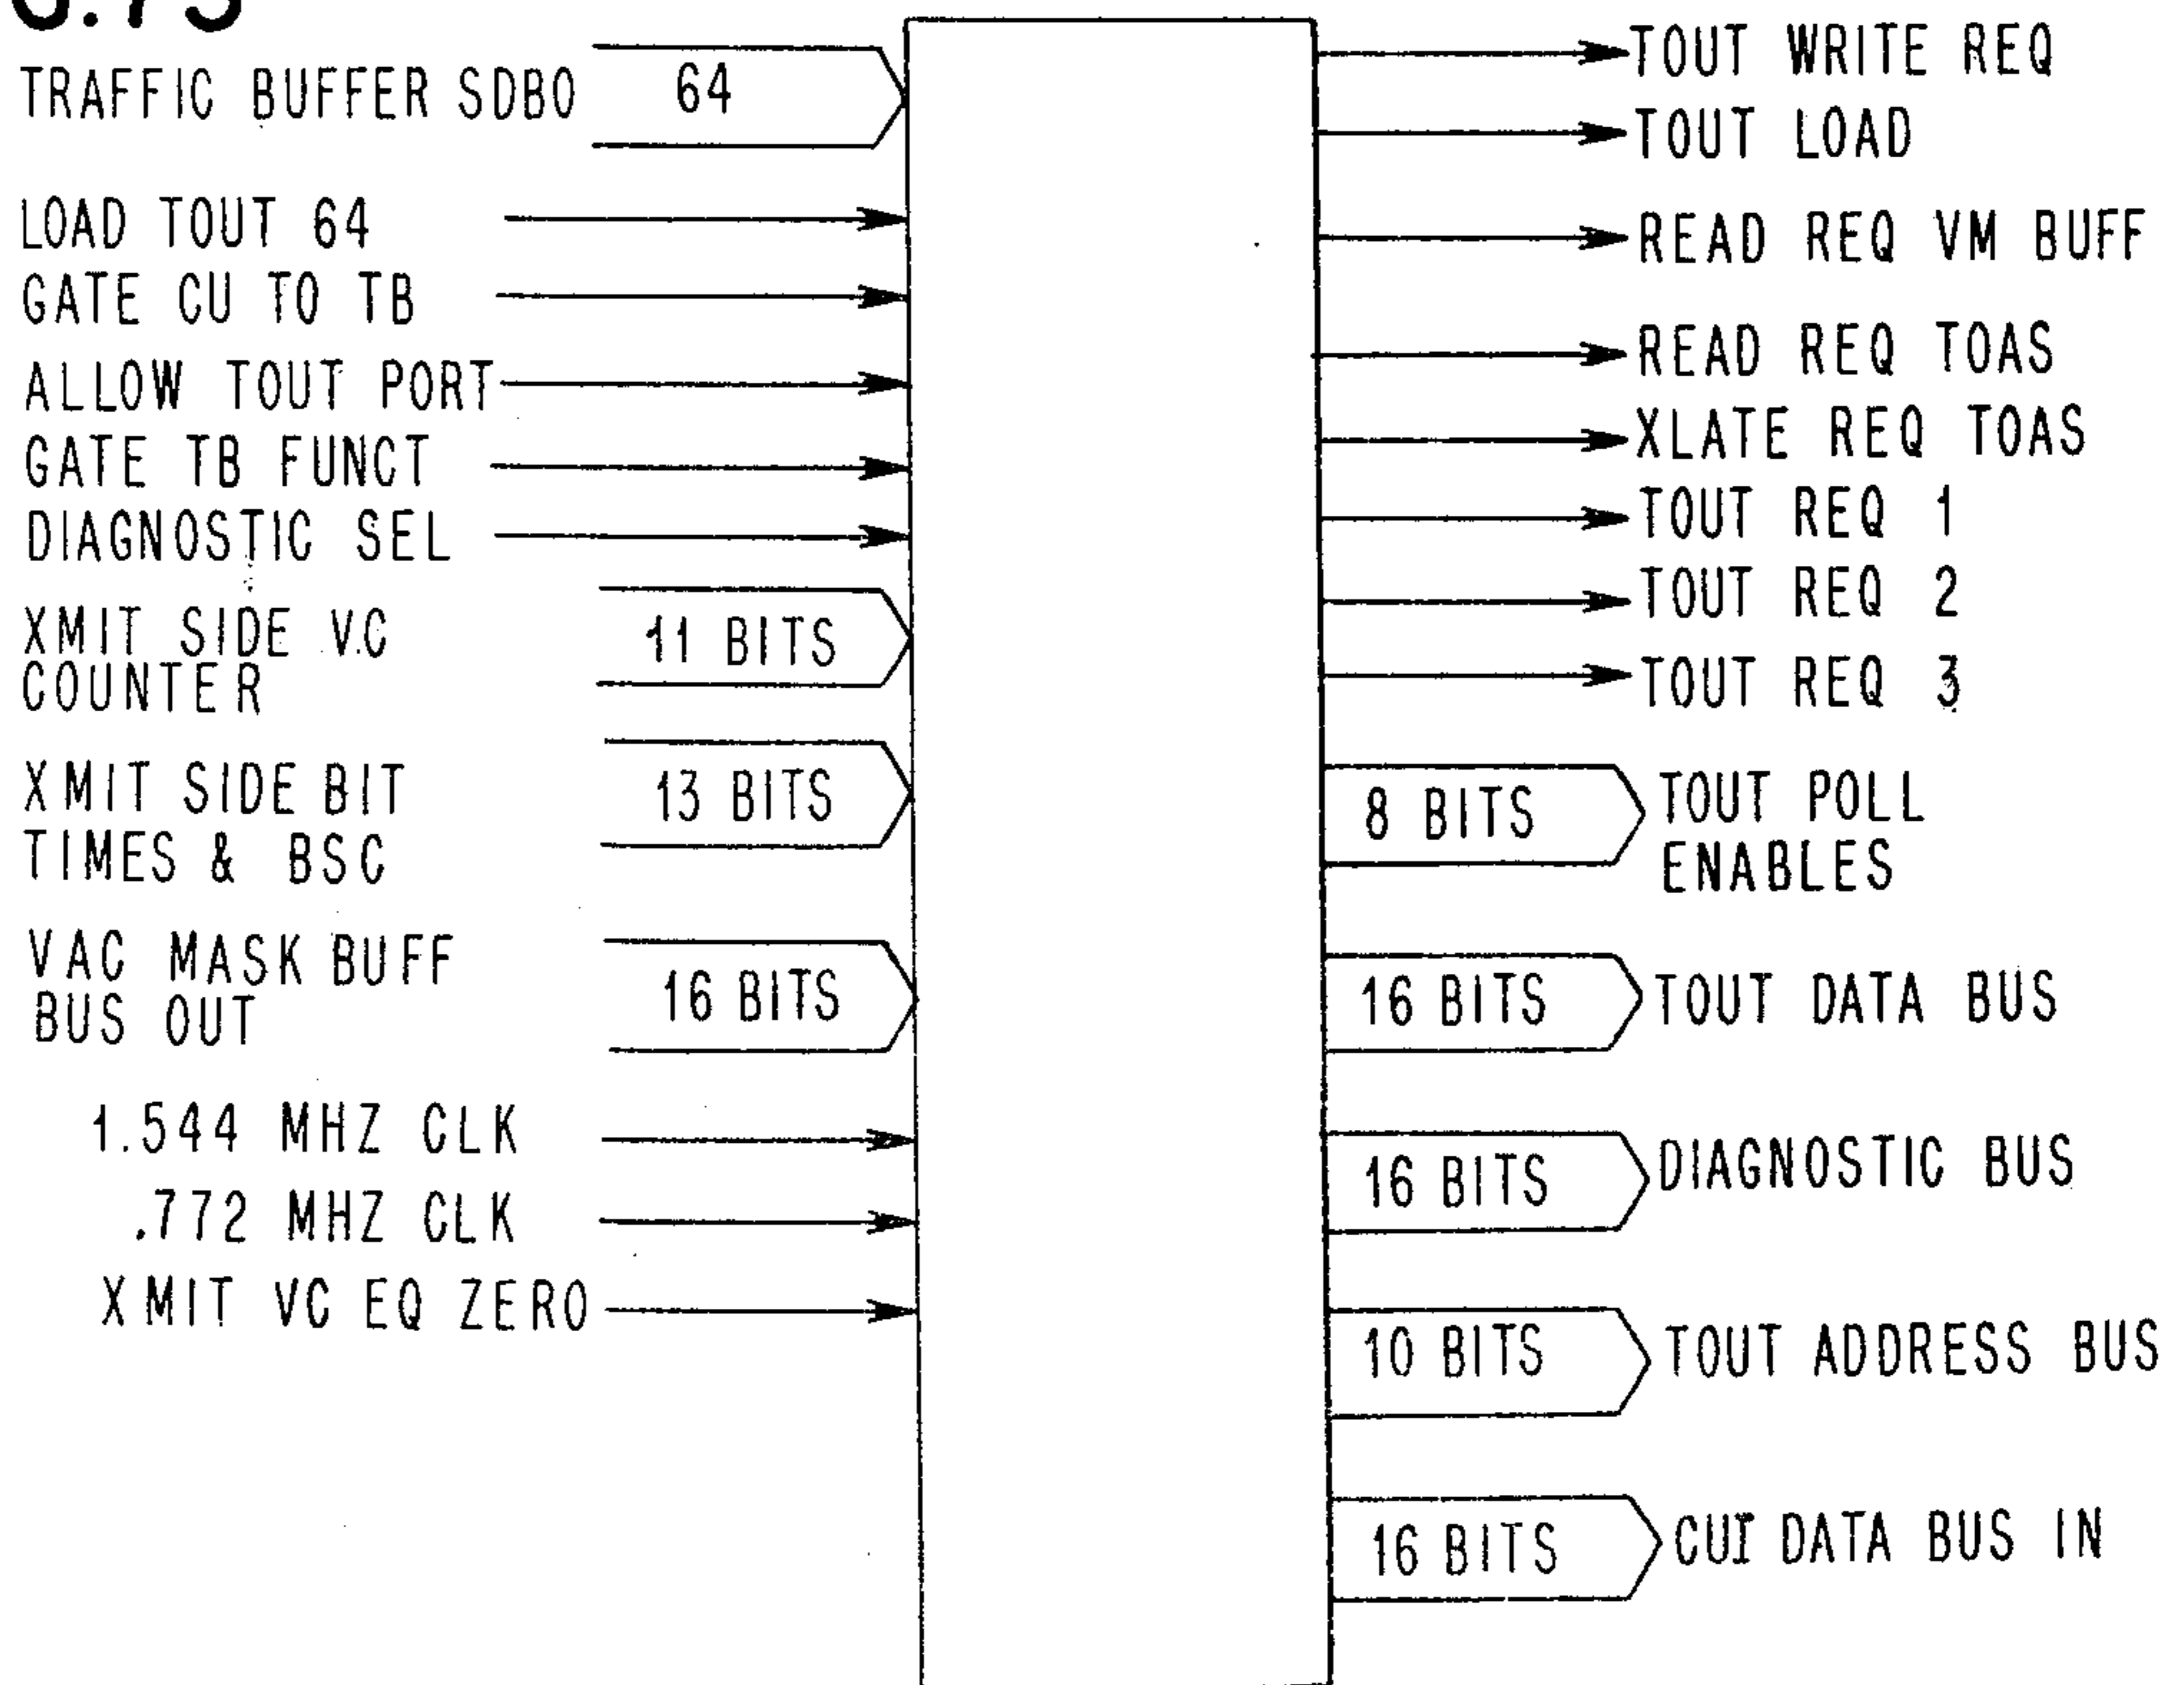 TRAFFIC BUFFER SDBO
64
LOAD TOUT 64
GATE CU TO TB
ALLOW TOUT PORT
GATE TB FUNCT
DIAGNOSTIC SEL
XMIT SIDE V.C
COUNTER
11 BITS
XMIT SIDE BIT
TIMES & BSC
13 BITS
VAC MASK BUFF
BUS OUT
16 BITS
1.544 MHZ CLK
.772 MHZ CLK
XMIT VC EQ ZERO
TOUT WRITE REQ
TOUT LOAD
READ REQ VM BUFF
READ REQ TOAS
XLATE REQ TOAS
TOUT REQ 1
TOUT REQ 2
TOUT REQ 3
8 BITS
TOUT POLL
ENABLES
16 BITS
TOUT DATA BUS
16 BITS
DIAGNOSTIC BUS
10 BITS
TOUT ADDRESS BUS
16 BITS
CUI DATA BUS IN